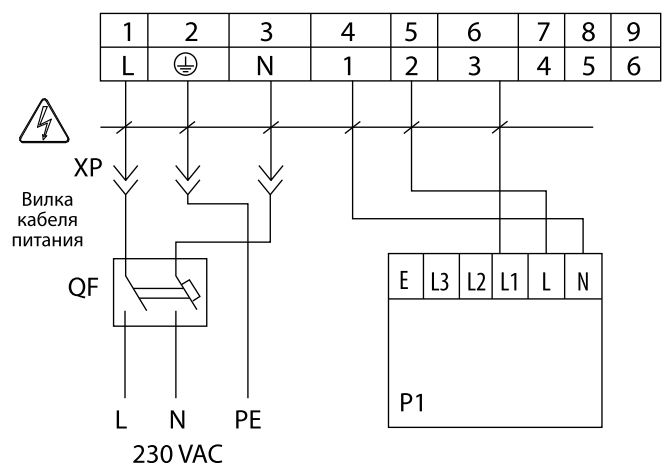 1 2 3 4 5 6 7 8 9
L N 1 2 3 4 5 6
XP
Вилка
кабеля
питания
QF
E L3 L2 L1 L N
P1
L N PE
230 VAC